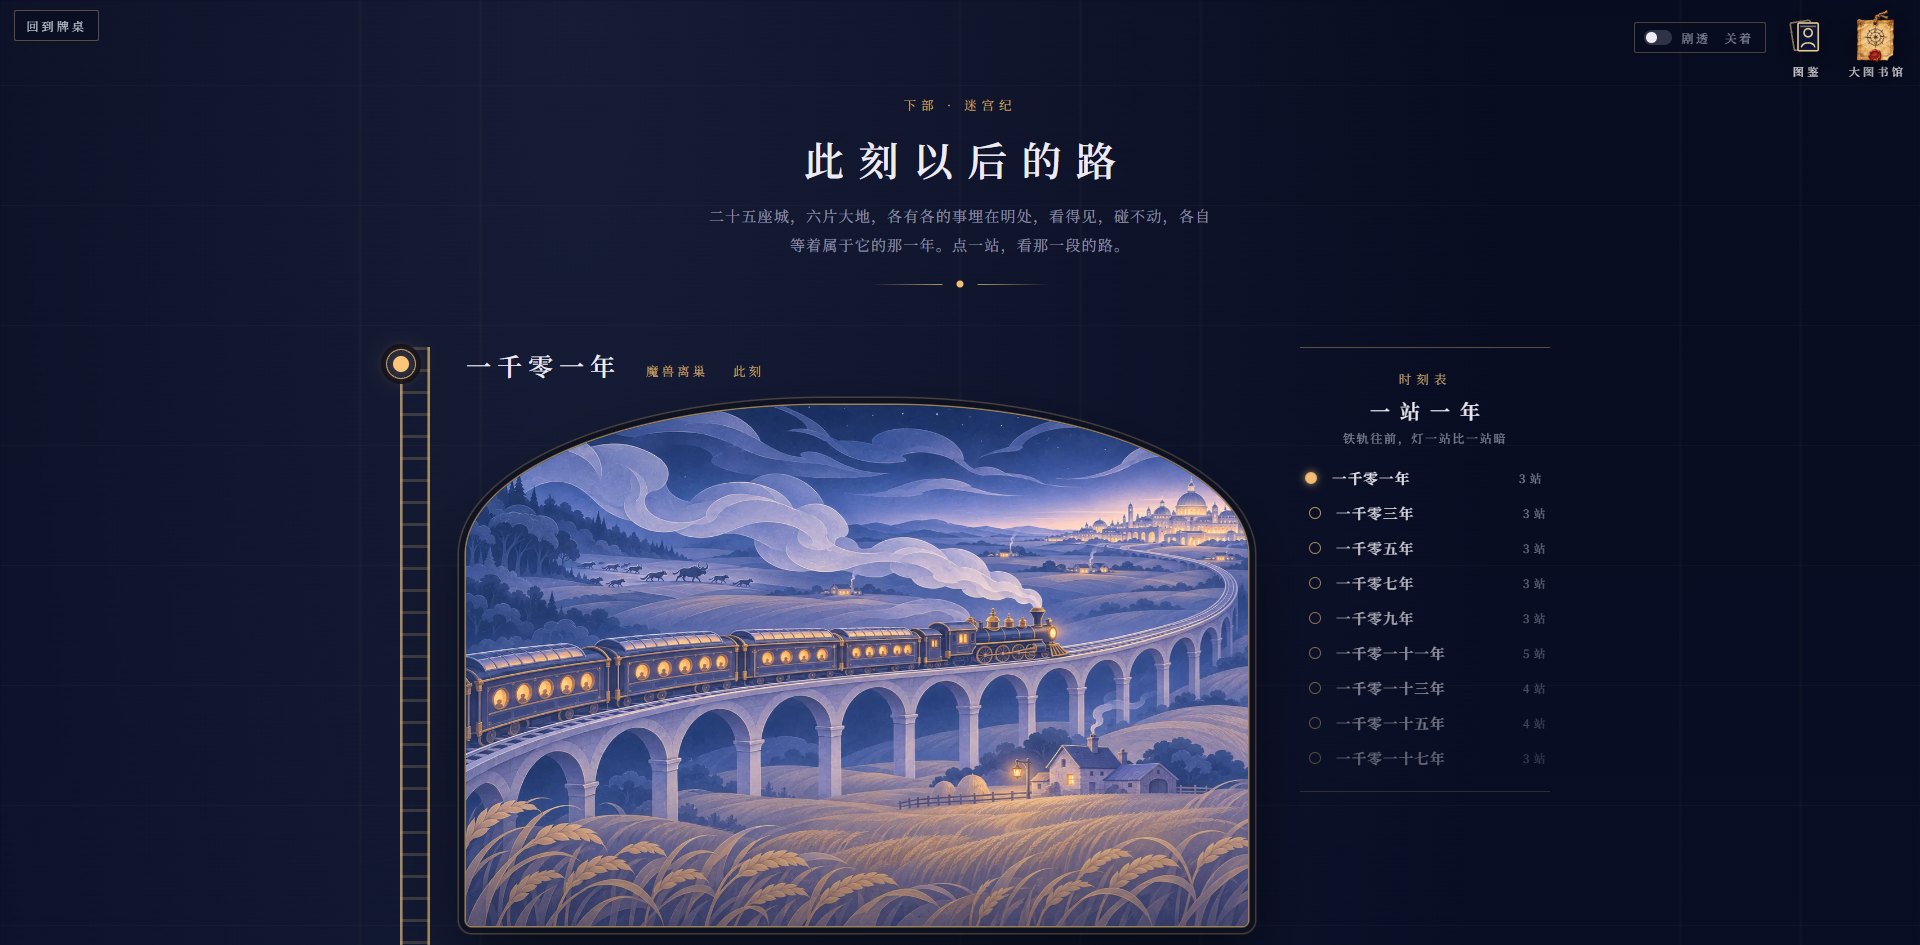 回到牌桌
剧透 关着
图鉴
大图书馆
下部 · 迷宫纪
此刻以后的路
二十五座城，六片大地，各有各的事埋在明处，看得见，碰不动，各自
等着属于它的那一年。点一站，看那一段的路。
一千零一年 魔兽离巢 此刻
时刻表
一站一年
铁轨往前，灯一站比一站暗
一千零一年 3 站
一千零三年 3 站
一千零五年 3 站
一千零七年 3 站
一千零九年 3 站
一千零一十一年 5 站
一千零一十三年 4 站
一千零一十五年 4 站
一千零一十七年 3 站